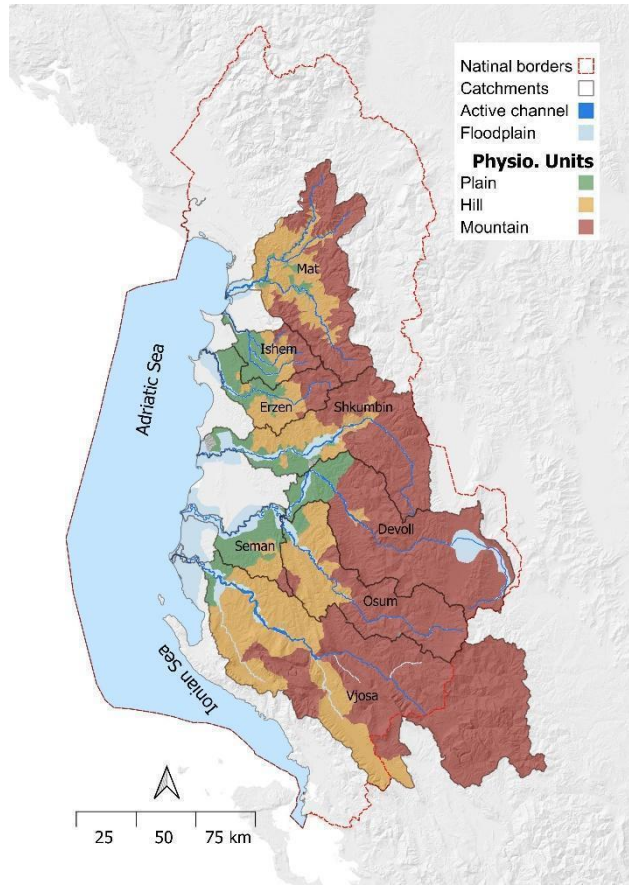 Natinal borders
Catchments
Active channel
Floodplain
Physio. Units
Plain
Hill
Mountain
Mat
Ishem
Erzen
Shkumbin
Adriatic Sea
Devoll
Seman
Osum
Vjosa
Ionian Sea
25 50 75 km